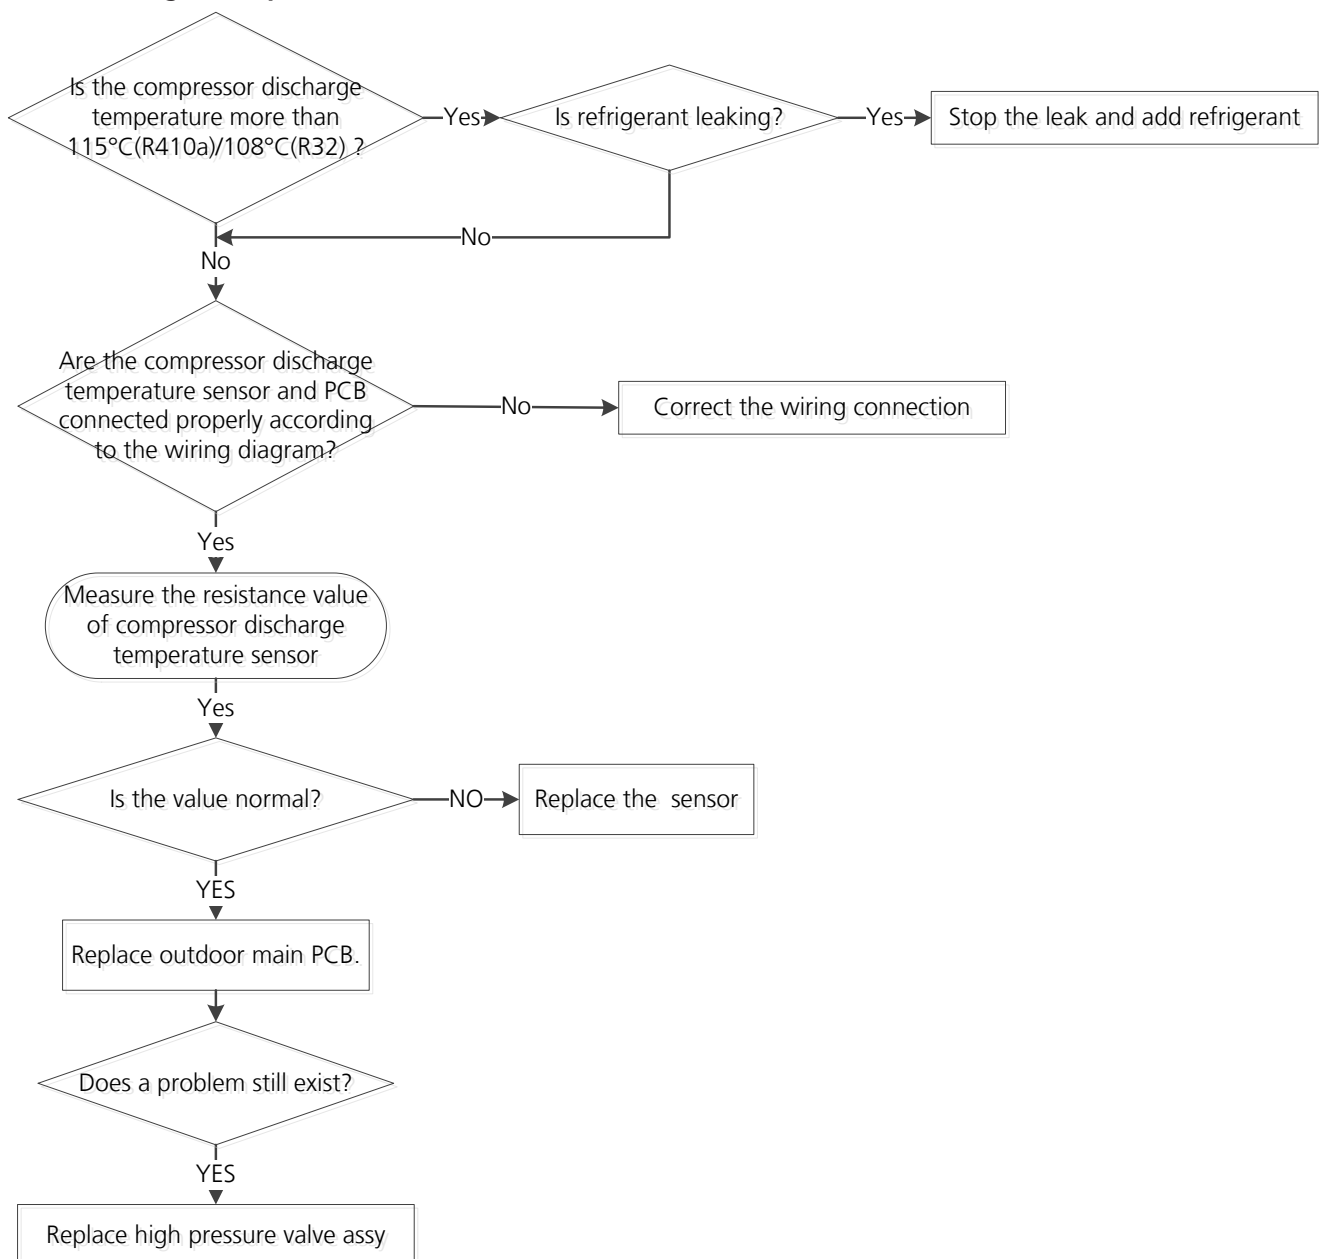 Is the compressor discharge
temperature more than
115°C(R410a)/108°C(R32) ?
Yes
Is refrigerant leaking?
Yes
Stop the leak and add refrigerant
No
No
Are the compressor discharge
temperature sensor and PCB
connected properly according
to the wiring diagram?
No
Correct the wiring connection
Yes
Measure the resistance value
of compressor discharge
temperature sensor
Yes
Is the value normal?
NO
Replace the sensor
YES
Replace outdoor main PCB.
Does a problem still exist?
YES
Replace high pressure valve assy